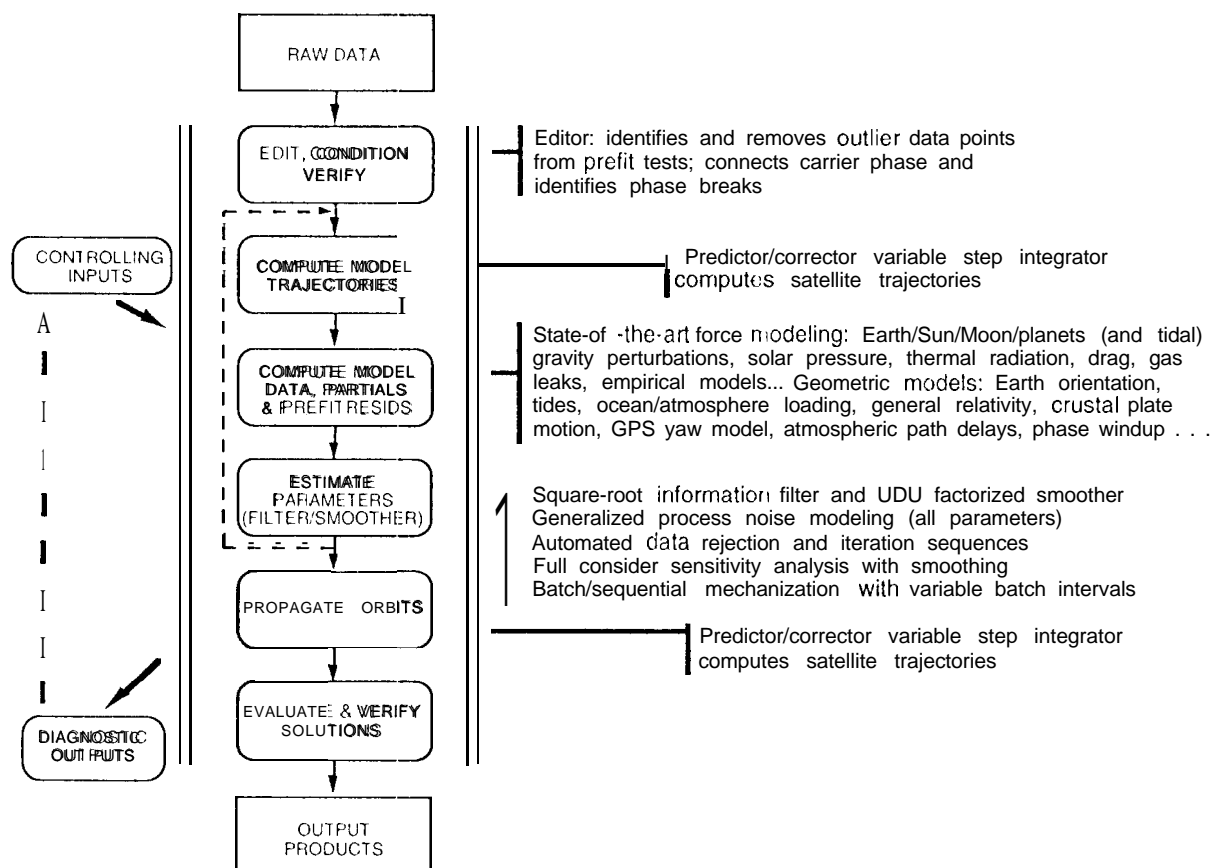 RAW DATA
EDIT, CONDITION
VERIFY
Editor: identifies and removes outlier data points
from prefit tests; connects carrier phase and
identifies phase breaks
CONTROLLING
INPUTS
COMPUTE MODEL
TRAJECTORIES
Predictor/corrector variable step integrator
computes satellite trajectories
COMPUTE MODEL
DATA, PARTIALS
& PREFIT RESIDS
State-of -the-art force modeling: Earth/Sun/Moon/planets (and tidal)
gravity perturbations, solar pressure, thermal radiation, drag, gas
leaks, empirical models... Geometric models: Earth orientation,
tides, ocean/atmosphere loading, general relativity, crustal plate
motion, GPS yaw model, atmospheric path delays, phase windup . . .
ESTIMATE
PARAMETERS
(FILTER/SMOOTHER)
Square-root information filter and UDU factorized smoother
Generalized process noise modeling (all parameters)
Automated data rejection and iteration sequences
Full consider sensitivity analysis with smoothing
Batch/sequential mechanization with variable batch intervals
PROPAGATE ORBITS
Predictor/corrector variable step integrator
computes satellite trajectories
EVALUATE & VERIFY
SOLUTIONS
DIAGNOSTIC
OUTPUTS
OUTPUT
PRODUCTS